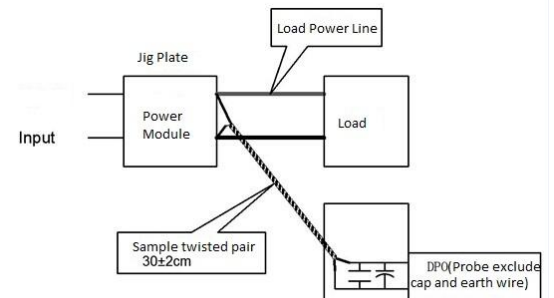 Load Power Line
Jig Plate
Power
Module
Load
Input
Sample twisted pair
30±2cm
DPO(Probe exclude
cap and earth wire)